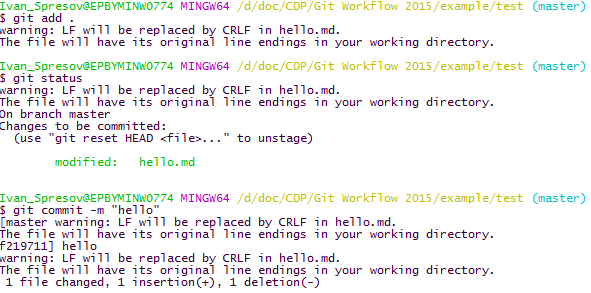 Ivan_Spresov@EPBYMINW0774 MINGW64 /d/doc/CDP/Git Workflow 2015/example/test (master)
$ git add .
warning: LF will be replaced by CRLF in hello.md.
The file will have its original line endings in your working directory.
Ivan_Spresov@EPBYMINW0774 MINGW64 /d/doc/CDP/Git Workflow 2015/example/test (master)
$ git status
warning: LF will be replaced by CRLF in hello.md.
The file will have its original line endings in your working directory.
On branch master
Changes to be committed:
  (use "git reset HEAD <file>..." to unstage)
        modified:   hello.md
Ivan_Spresov@EPBYMINW0774 MINGW64 /d/doc/CDP/Git Workflow 2015/example/test (master)
$ git commit -m "hello"
[master warning: LF will be replaced by CRLF in hello.md.
The file will have its original line endings in your working directory.
f219711] hello
warning: LF will be replaced by CRLF in hello.md.
The file will have its original line endings in your working directory.
 1 file changed, 1 insertion(+), 1 deletion(-)